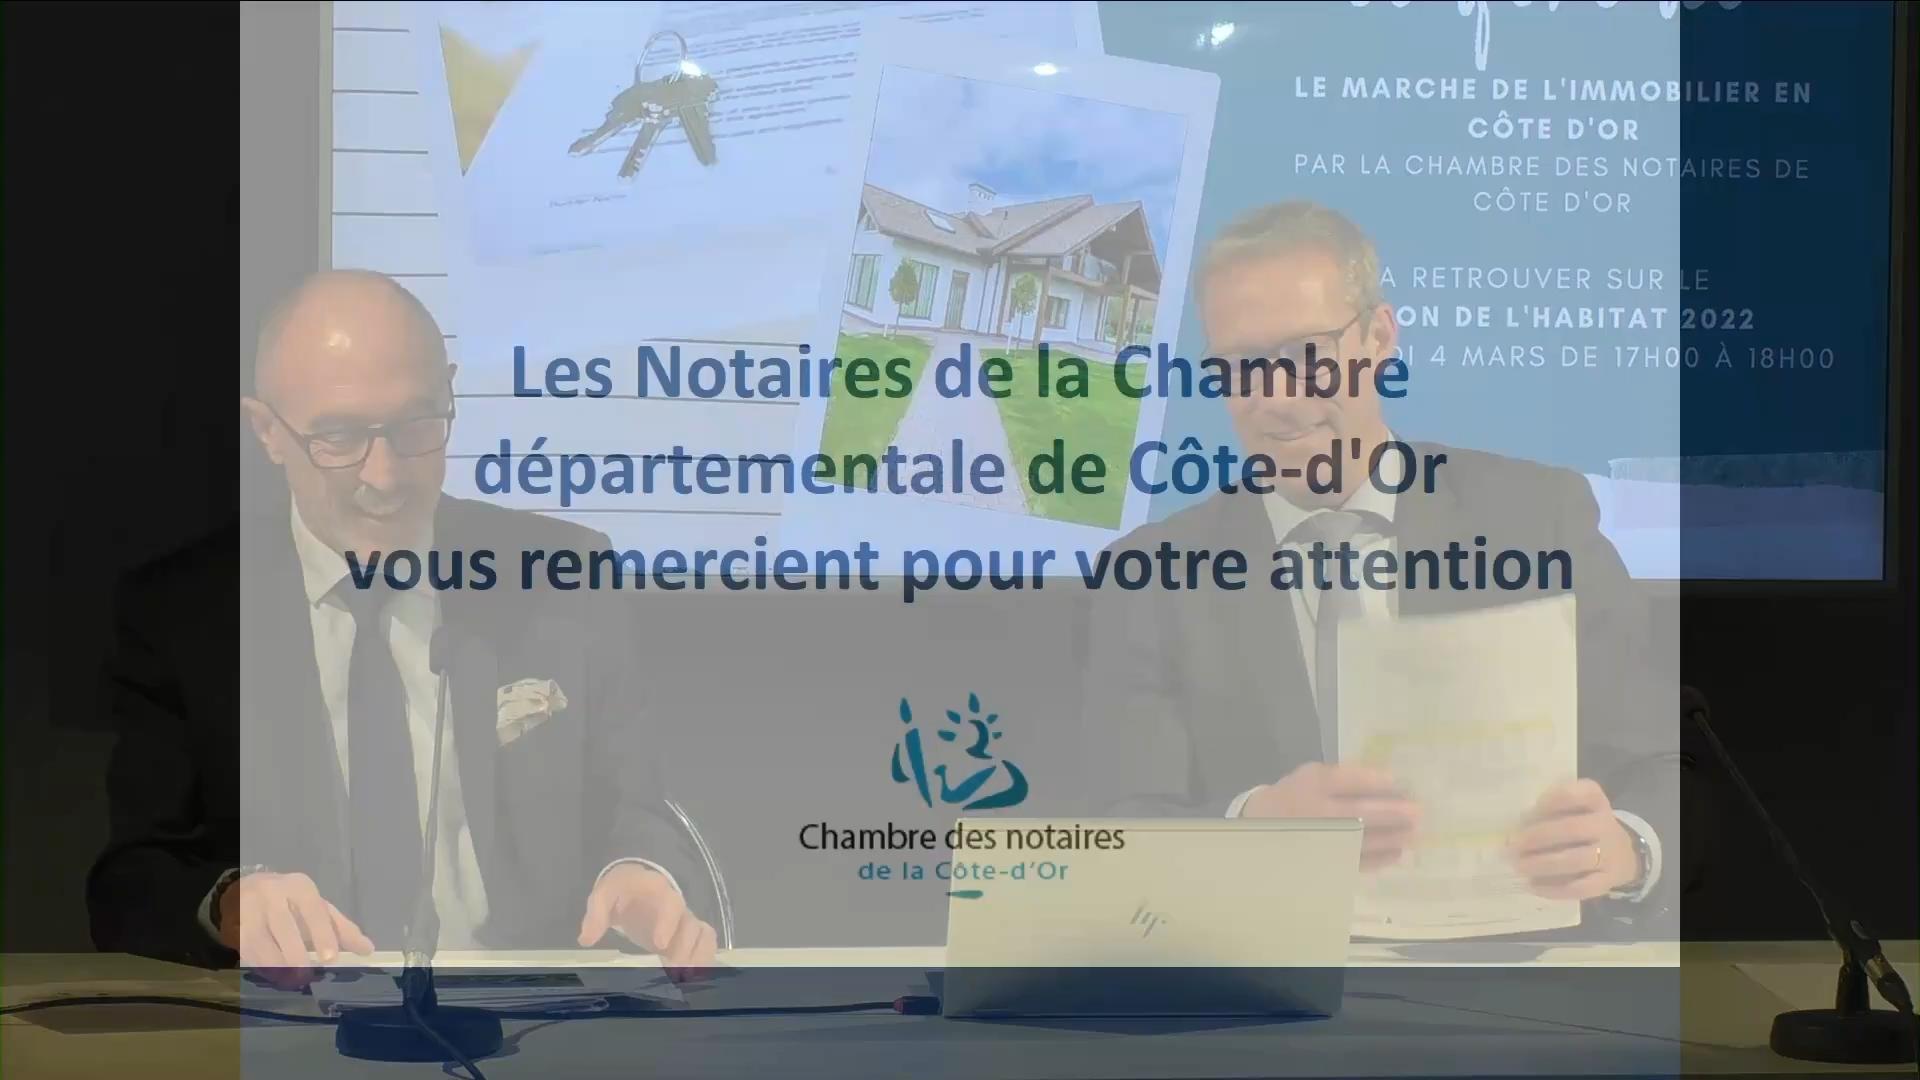 LE MARCHE DE L'IMMOBILIER EN
CÔTE D'OR
PAR LA CHAMBRE DES NOTAIRES DE
CÔTE D'OR
A RETROUVER SUR LE
ON DE L'HABITAT 2022
DI 4 MARS DE 17H00 À 18H00
Les Notaires de la Chambre
départementale de Côte-d'Or
vous remercient pour votre attention
Chambre des notaires
de la Côte-d'Or
hp